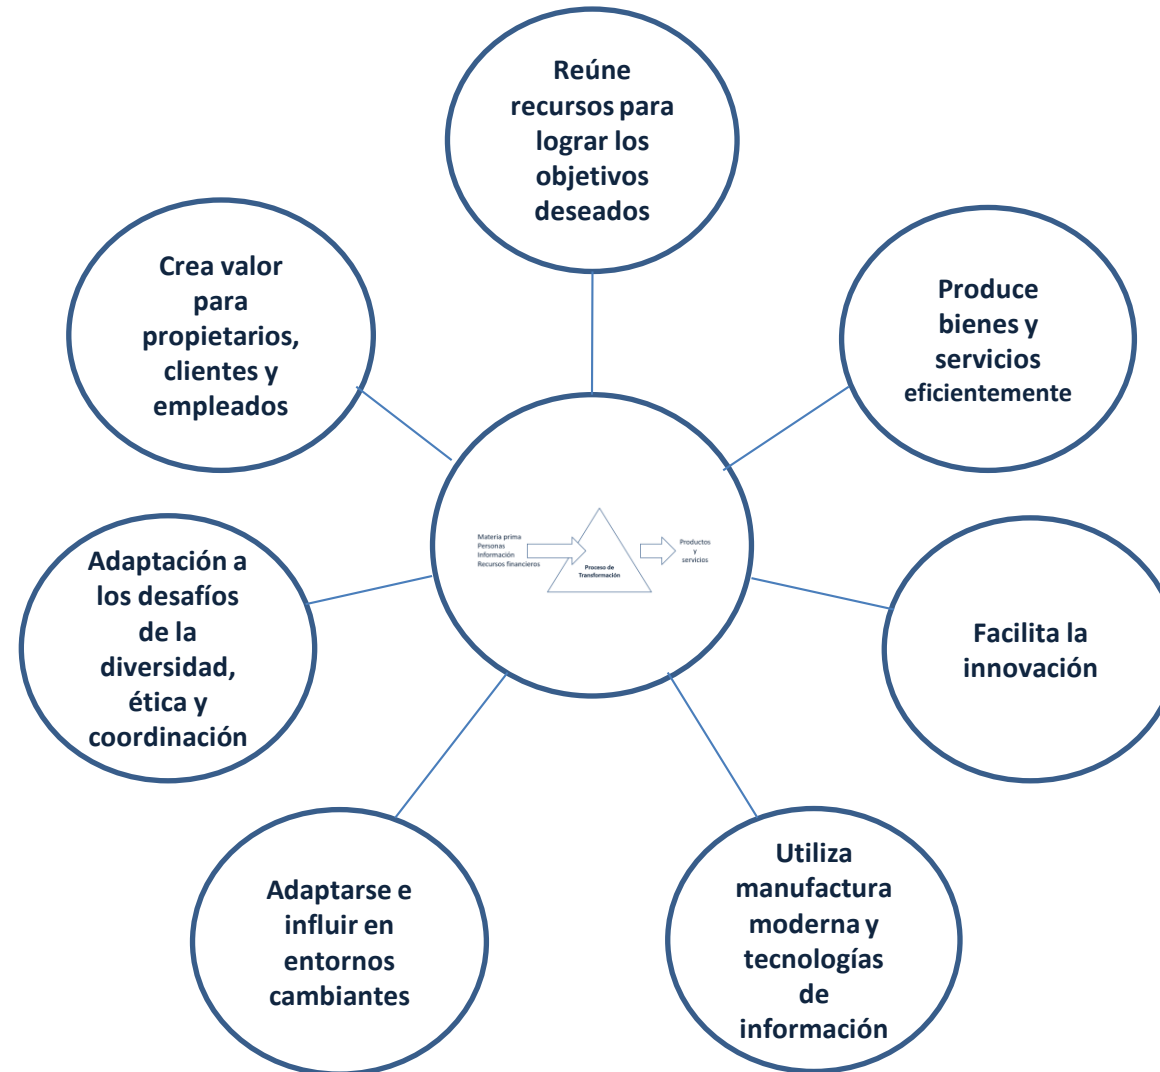 Reúne
recursos para
lograr los
objetivos
deseados
Crea valor
para
propietarios,
clientes y
empleados
Produce
bienes y
servicios
eficientemente
Materia prima
Personas
Información
Recursos financieros
Proceso de
Transformación
Productos
y
servicios
Adaptación a
los desafíos
de la
diversidad,
ética y
coordinación
Facilita la
innovación
Adaptarse e
influir en
entornos
cambiantes
Utiliza
manufactura
moderna y
tecnologías
de
información